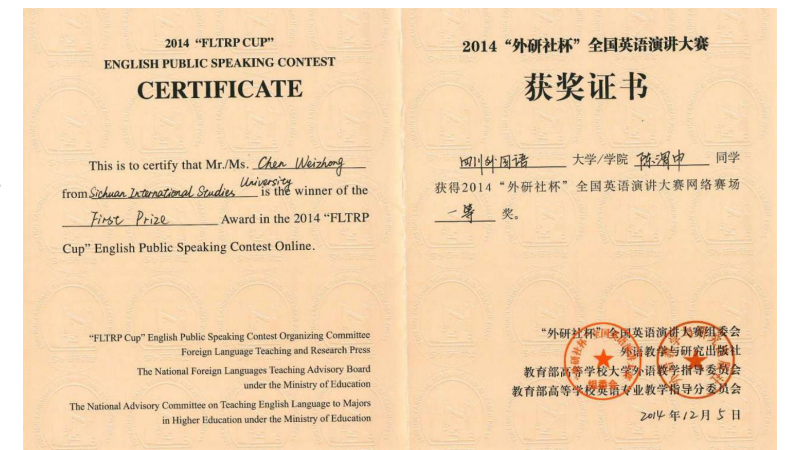 2014 “FLTRP CUP”
ENGLISH PUBLIC SPEAKING CONTEST
CERTIFICATE
This is to certify that Mr./Ms. Chen Weizhong
from Sichuan International Studies University is the winner of the
First Prize Award in the 2014 “FLTRP
Cup” English Public Speaking Contest Online.
“FLTRP Cup” English Public Speaking Contest Organizing Committee
Foreign Language Teaching and Research Press
The National Foreign Languages Teaching Advisory Board
under the Ministry of Education
The National Advisory Committee on Teaching English Language to Majors
in Higher Education under the Ministry of Education
2014 “外研社杯” 全国英语演讲大赛
获奖证书
四川外国语 大学/学院 陈渭中 同学
获得2014 “外研社杯” 全国英语演讲大赛网络赛场
一等 奖。
“外研社杯”全国英语演讲大赛组委会
外语教学与研究出版社
教育部高等学校大学外语教学指导委员会
教育部高等学校英语专业教学指导分委员会
2014 年 12 月 5 日
组委会